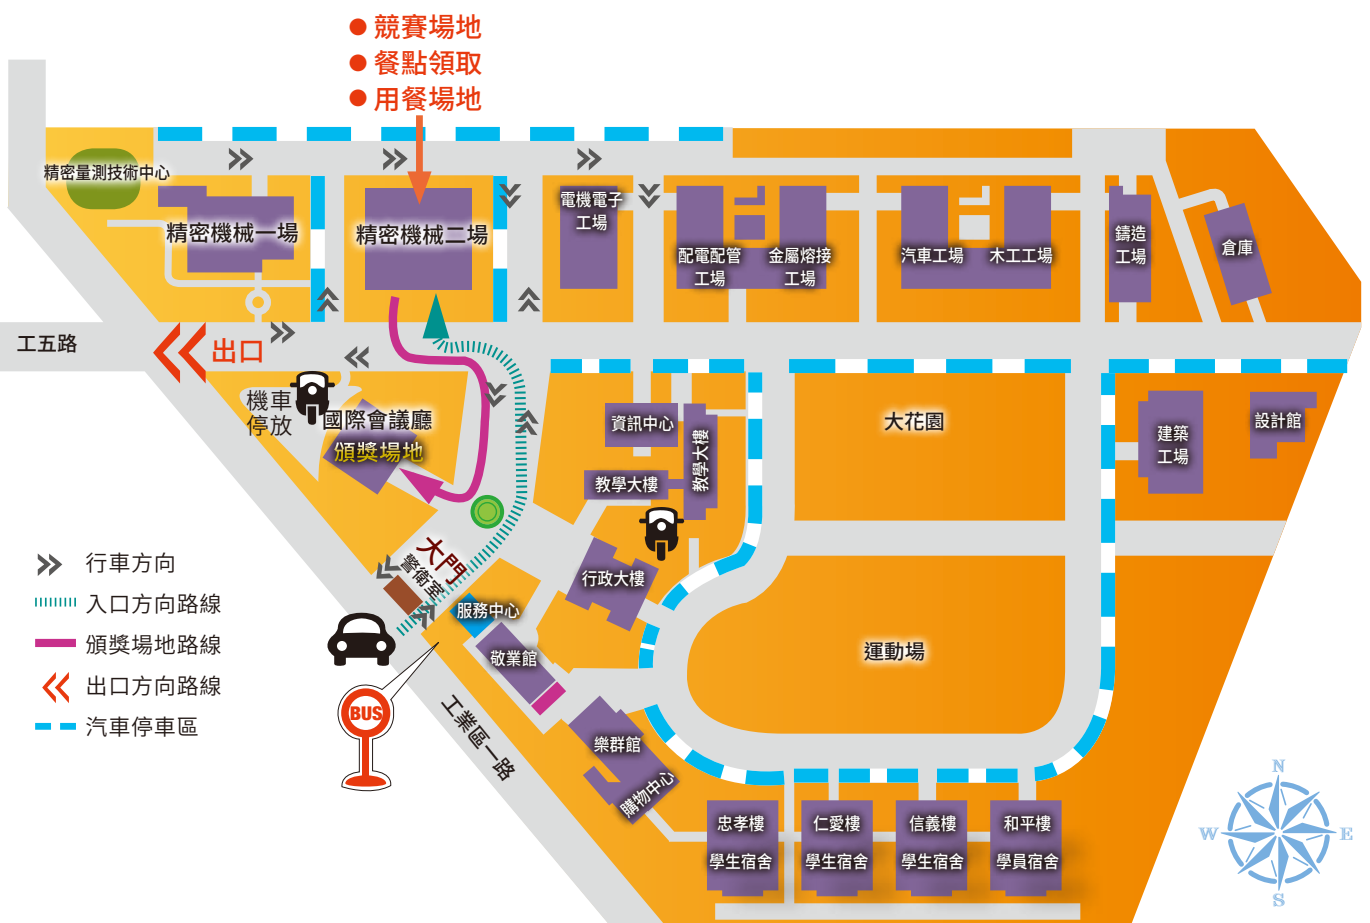 ● 競賽場地
● 餐點領取
● 用餐場地
精密量測技術中心
精密機械一場
精密機械二場
電機電子
工場
配電配管
工場
金屬熔接
工場
汽車工場
木工工場
鑄造
工場
倉庫
工五路
出口
機車
停放
國際會議廳
頒獎場地
資訊中心
教學大樓
教學大樓
大花園
建築
工場
設計館
大門
警衛室
行政大樓
服務中心
敬業館
運動場
行車方向
入口方向路線
頒獎場地路線
出口方向路線
汽車停車區
BUS
工業區一路
樂群館
購物中心
忠孝樓
學生宿舍
仁愛樓
學生宿舍
信義樓
學生宿舍
和平樓
學員宿舍
N
W
E
S